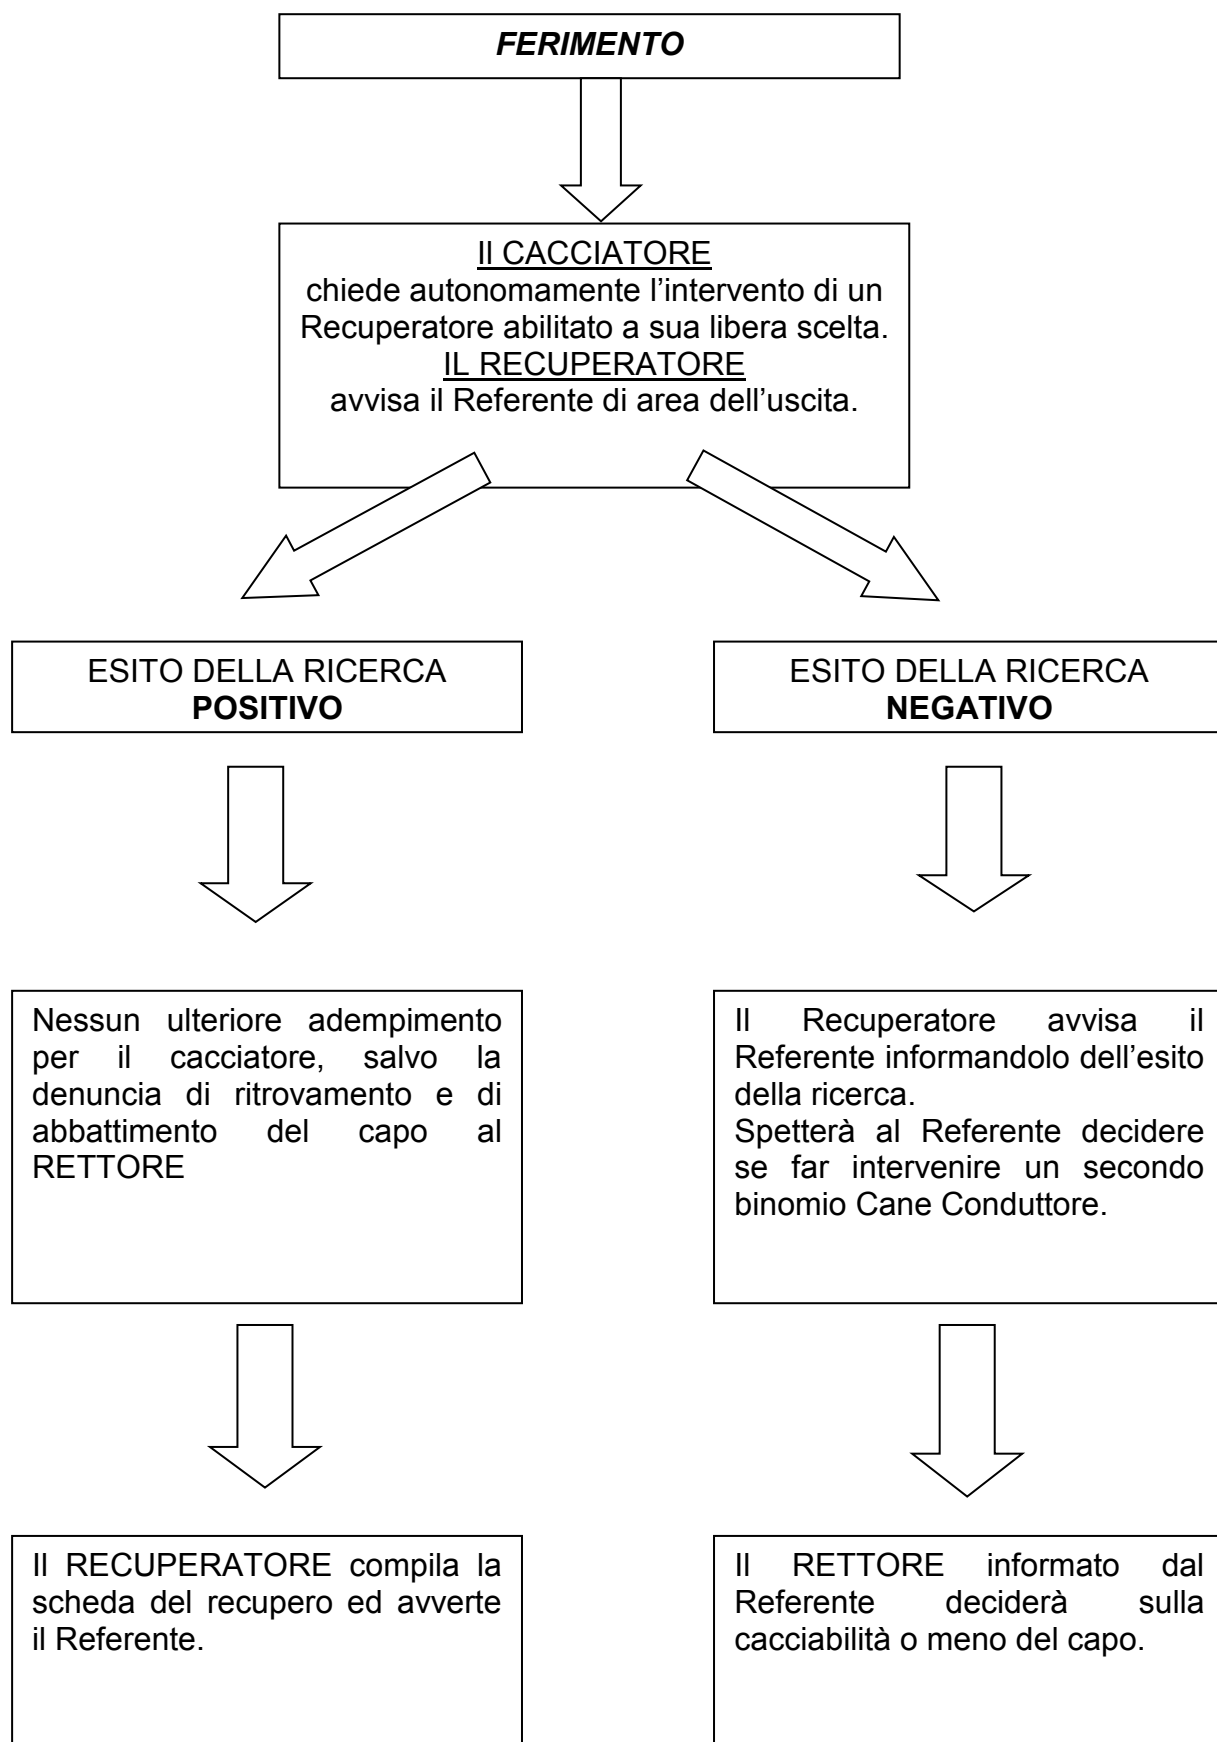 FERIMENTO
Il CACCIATORE
chiede autonomamente l’intervento di un
Recuperatore abilitato a sua libera scelta.
IL RECUPERATORE
avvisa il Referente di area dell’uscita.
ESITO DELLA RICERCA
POSITIVO
ESITO DELLA RICERCA
NEGATIVO
Nessun ulteriore adempimento
per il cacciatore, salvo la
denuncia di ritrovamento e di
abbattimento del capo al
RETTORE
Il Recuperatore avvisa il
Referente informandolo dell’esito
della ricerca.
Spetterà al Referente decidere
se far intervenire un secondo
binomio Cane Conduttore.
Il RECUPERATORE compila la
scheda del recupero ed avverte
il Referente.
Il RETTORE informato dal
Referente deciderà sulla
cacciabilità o meno del capo.